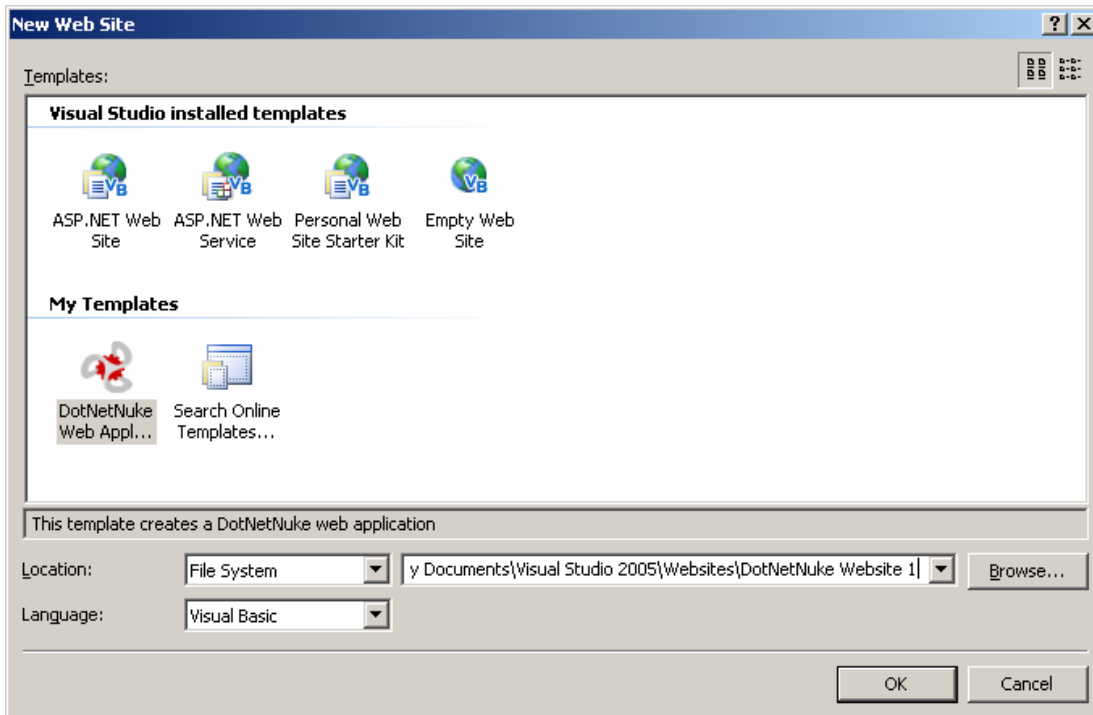 New Web Site
Templates:
Visual Studio installed templates
ASP.NET Web Site
ASP.NET Web Service
Personal Web Site Starter Kit
Empty Web Site
My Templates
DotNetNuke Web Appl...
Search Online Templates...
This template creates a DotNetNuke web application
Location:
File System
y Documents\Visual Studio 2005\Websites\DotNetNuke Website 1
Browse...
Language:
Visual Basic
OK
Cancel